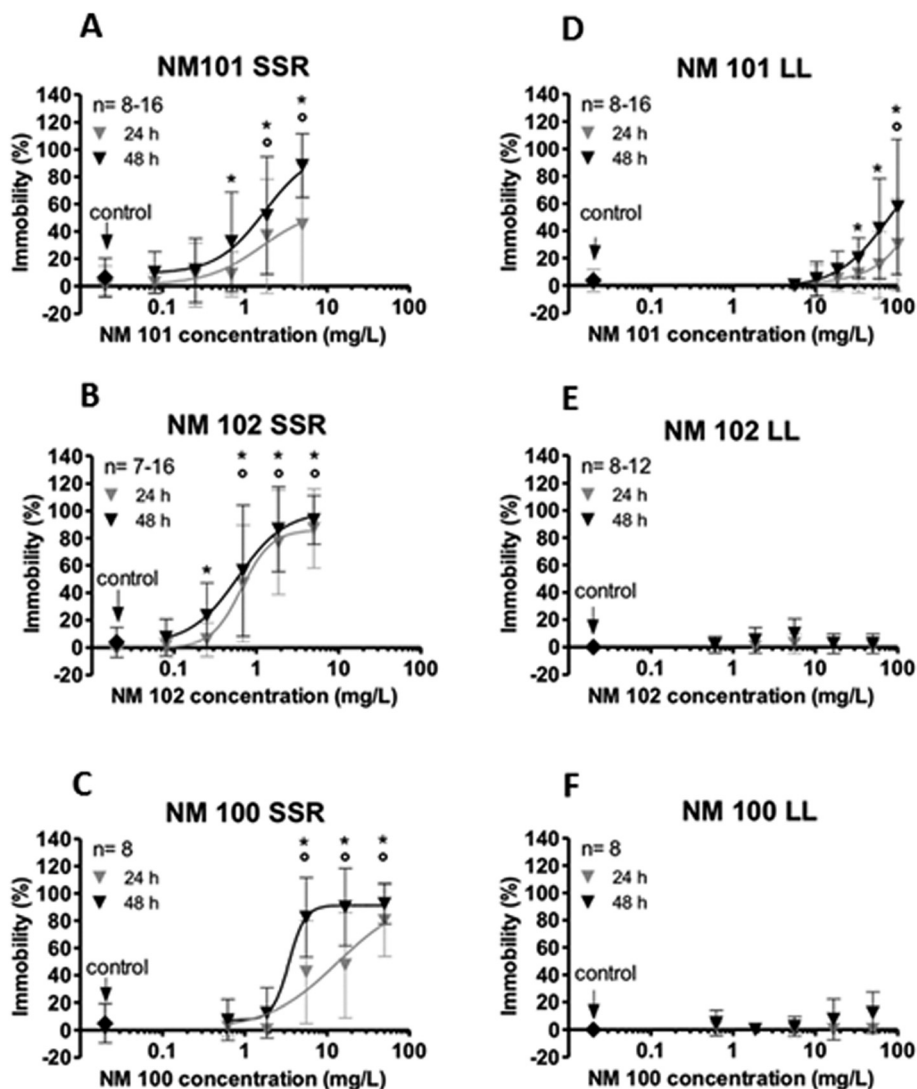 A
NM101 SSR
140
120
100
80
60
40
20
0
-20
Immobility (%)
n= 8-16
24 h
48 h
control
* * *
0.1 1 10 100
NM 101 concentration (mg/L)
D
NM 101 LL
140
120
100
80
60
40
20
0
-20
Immobility (%)
n= 8-16
24 h
48 h
control
* * *
0.1 1 10 100
NM 101 concentration (mg/L)
B
NM 102 SSR
140
120
100
80
60
40
20
0
-20
Immobility (%)
n= 7-16
24 h
48 h
control
* * * *
0.1 1 10 100
NM 102 concentration (mg/L)
E
NM 102 LL
140
120
100
80
60
40
20
0
-20
Immobility (%)
n= 8-12
24 h
48 h
control
0.1 1 10 100
NM 102 concentration (mg/L)
C
NM 100 SSR
140
120
100
80
60
40
20
0
-20
Immobility (%)
n= 8
24 h
48 h
control
* * *
0.1 1 10 100
NM 100 concentration (mg/L)
F
NM 100 LL
140
120
100
80
60
40
20
0
-20
Immobility (%)
n= 8
24 h
48 h
control
0.1 1 10 100
NM 100 concentration (mg/L)